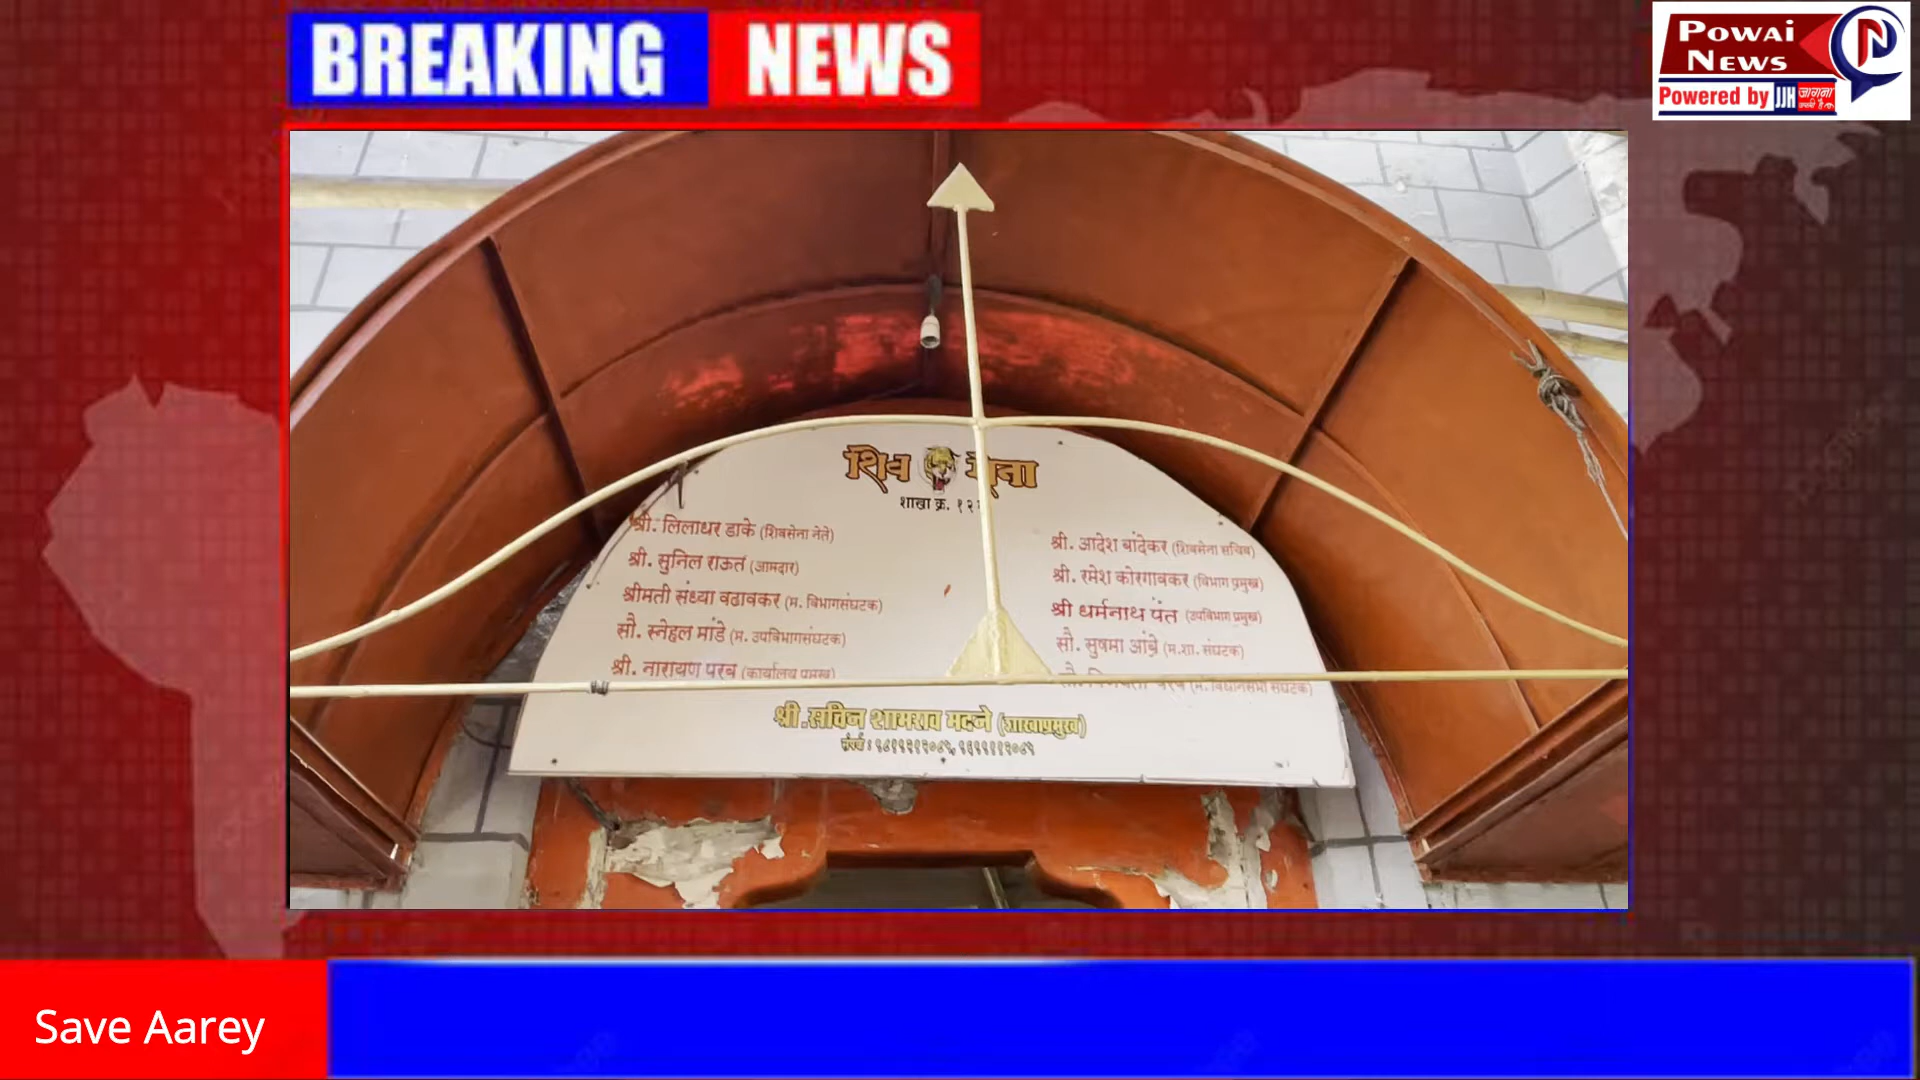 BREAKING NEWS
Powai
News
Powered by JJH जागृना
शिव सेना
शाखा क्र.
श्री. लिलाधर डाके (शिवसेना नेते)
श्री. सुनिल राऊत (आमदार)
श्रीमती संध्या वढावकर (म. विभागसंघटक)
सौ. स्नेहल मांडे (म. उपविभागसंघटक)
श्री. नारायण परब (कार्यालय प्रमुख)
श्री. आदेश बांदेकर (शिवसेना सचिव)
श्री. रमेश कोरगावकर (विभाग प्रमुख)
श्री धर्मनाथ पंत (उपविभाग प्रमुख)
सौ. सुषमा आंब्रे (म.शा. संघटक)
(म. विधानसभा संघटक)
श्री. सचिन शामराव मदने (शाखाप्रमुख)
संपर्क :
Save Aarey